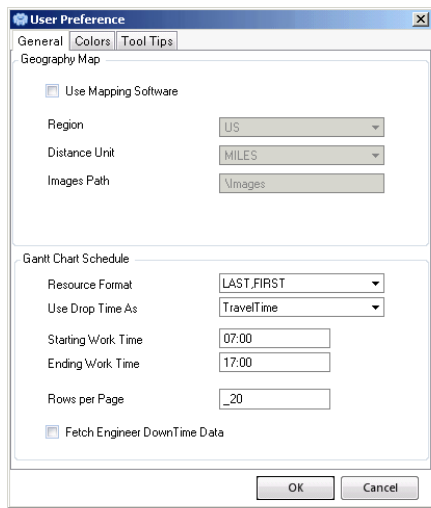 User Preference
General Colors Tool Tips
Geography Map
Use Mapping Software
Region US
Distance Unit MILES
Images Path \Images
Gantt Chart Schedule
Resource Format LAST,FIRST
Use Drop Time As TravelTime
Starting Work Time 07:00
Ending Work Time 17:00
Rows per Page _20
Fetch Engineer DownTime Data
OK Cancel